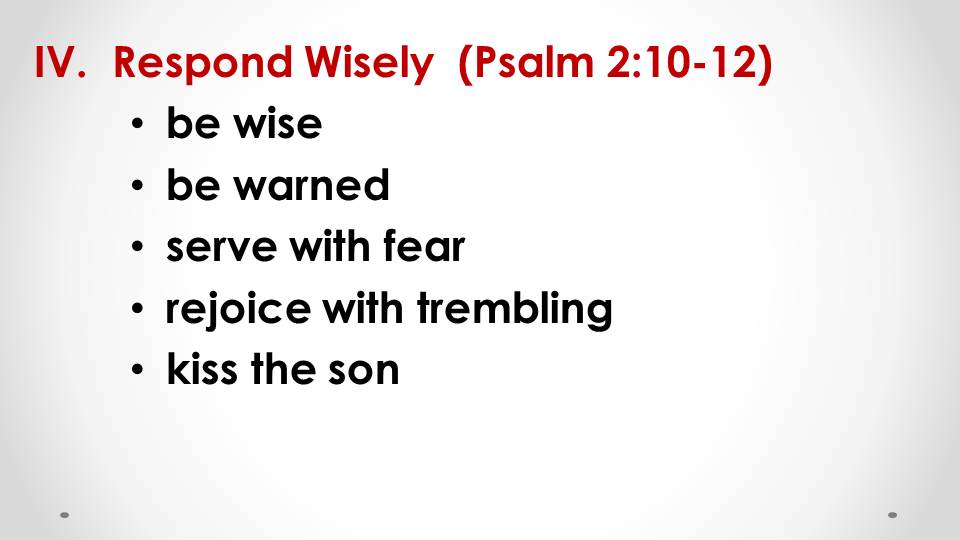 IV. Respond Wisely (Psalm 2:10-12)
• be wise
• be warned
• serve with fear
• rejoice with trembling
• kiss the son